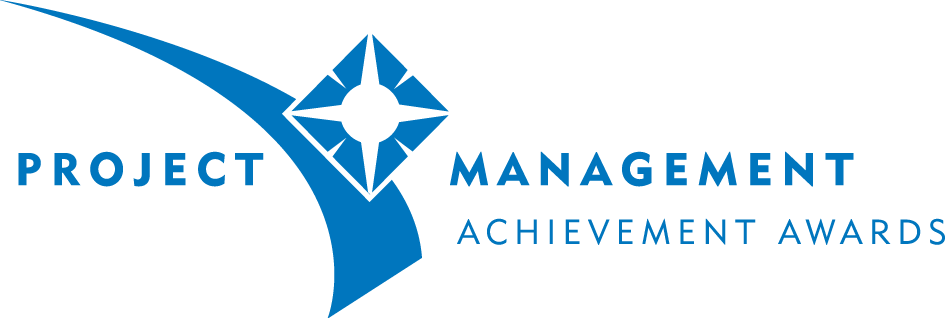 PROJECT MANAGEMENT
ACHIEVEMENT AWARDS